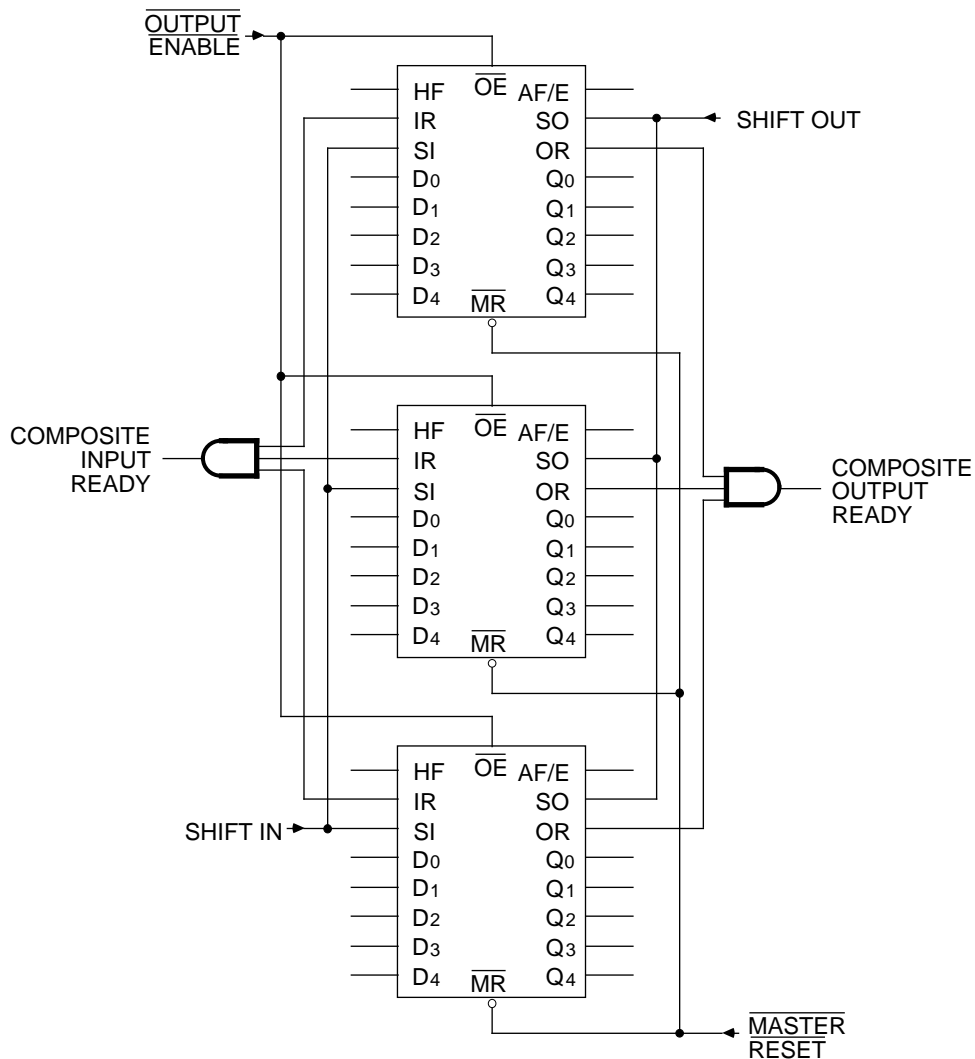 OUTPUT
ENABLE
OE
HF AF/E
IR SO
SHIFT OUT
SI OR
D0 Q0
D1 Q1
D2 Q2
D3 Q3
D4 Q4
MR
OE
HF AF/E
IR SO
SI OR
D0 Q0
D1 Q1
D2 Q2
D3 Q3
D4 Q4
MR
COMPOSITE
INPUT
READY
COMPOSITE
OUTPUT
READY
OE
HF AF/E
IR SO
SHIFT IN
SI OR
D0 Q0
D1 Q1
D2 Q2
D3 Q3
D4 Q4
MR
MASTER
RESET